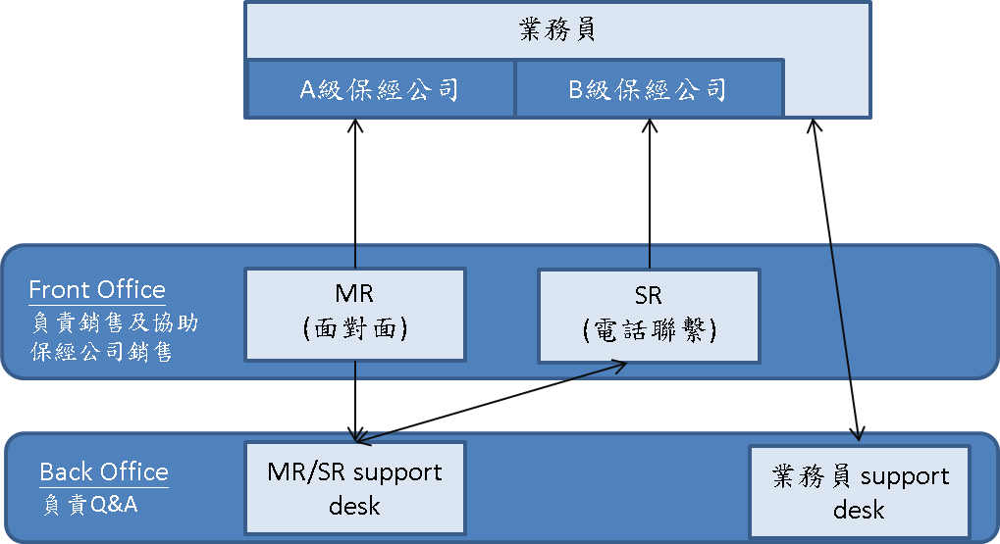 業務員
A級保經公司
B級保經公司
Front Office
負責銷售及協助
保經公司銷售
MR
(面對面)
SR
(電話聯繫)
Back Office
負責Q&A
MR/SR support
desk
業務員 support
desk